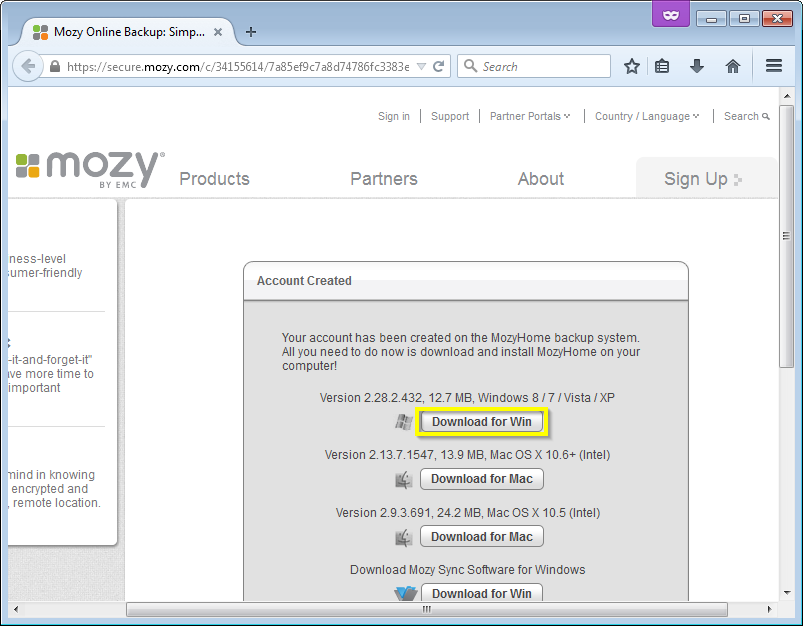 Mozy Online Backup: Simp...
https://secure.mozy.com/c/34155614/7a85ef9c7a8d74786fc3383e
Search
Sign in
Support
Partner Portals
Country / Language
Search
mozy®
BY EMC
Products
Partners
About
Sign Up
ness-level
sumer-friendly
-it-and-forget-it"
ave more time to
important
mind in knowing
encrypted and
, remote location.
Account Created
Your account has been created on the MozyHome backup system.
All you need to do now is download and install MozyHome on your
computer!
Version 2.28.2.432, 12.7 MB, Windows 8 / 7 / Vista / XP
Download for Win
Version 2.13.7.1547, 13.9 MB, Mac OS X 10.6+ (Intel)
Download for Mac
Version 2.9.3.691, 24.2 MB, Mac OS X 10.5 (Intel)
Download for Mac
Download Mozy Sync Software for Windows
Download for Win